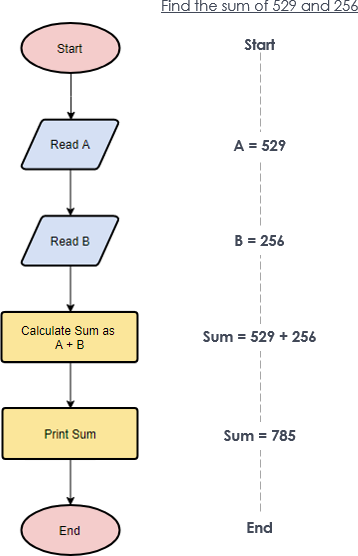 Find the sum of 529 and 256
Start
Start
Read A
A = 529
Read B
B = 256
Calculate Sum as
A + B
Sum = 529 + 256
Print Sum
Sum = 785
End
End